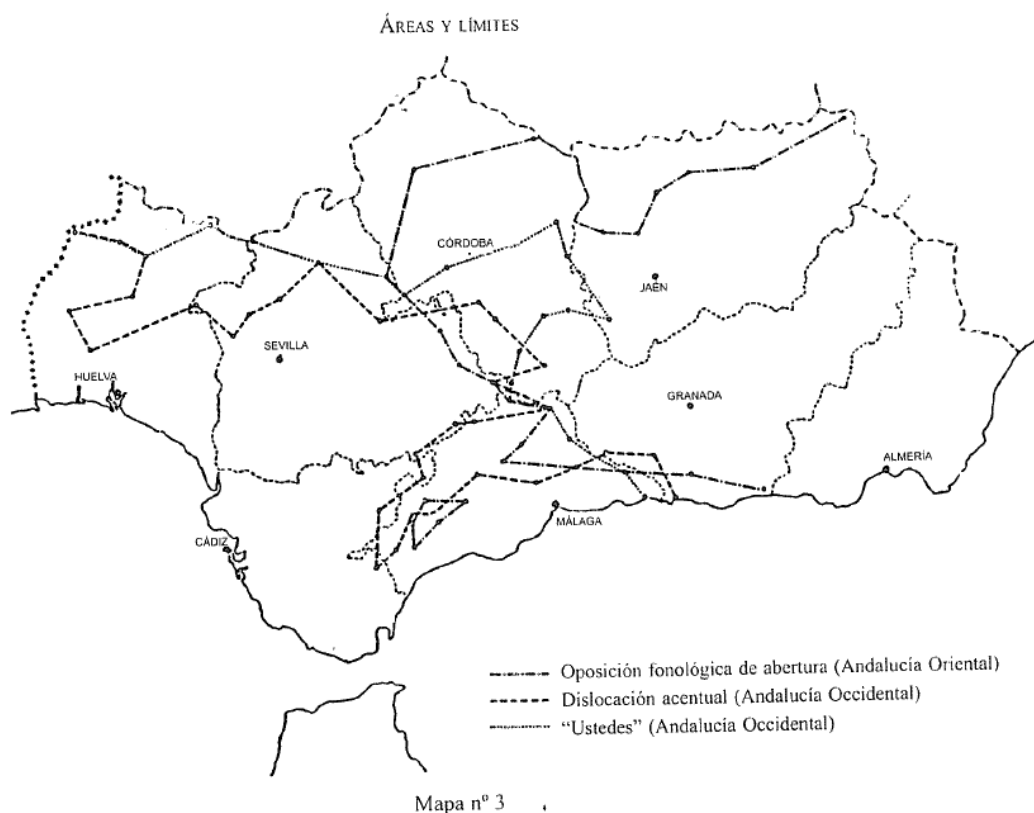 ÁREAS Y LÍMITES
CÓRDOBA
JAÉN
SEVILLA
HUELVA
GRANADA
ALMERÍA
MÁLAGA
CÁDIZ
Oposición fonológica de abertura (Andalucía Oriental)
Dislocación acentual (Andalucía Occidental)
“Ustedes” (Andalucía Occidental)
Mapa nº 3